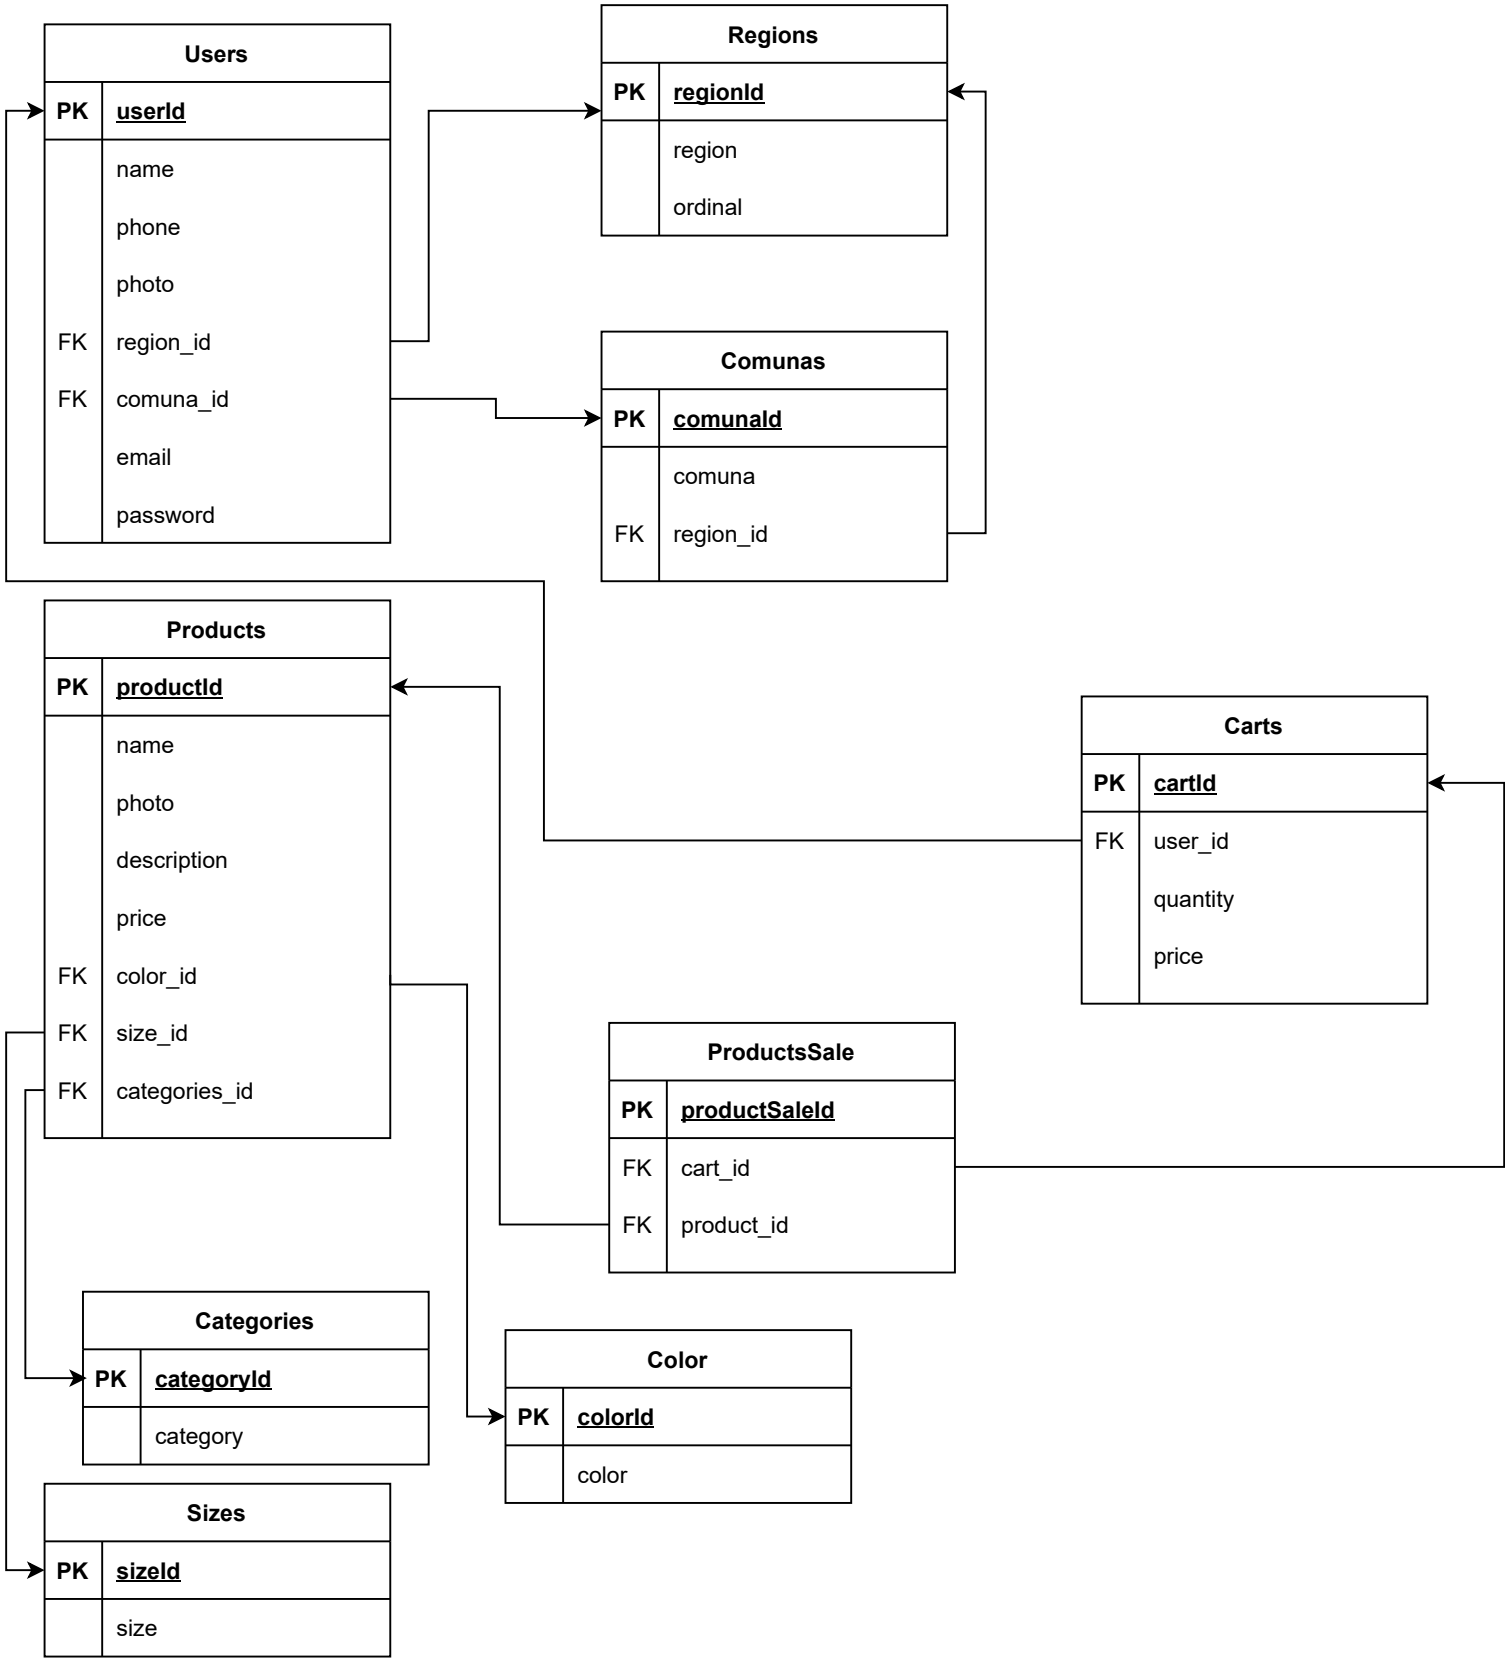 Users
PK userId
name
phone
photo
FK region_id
FK comuna_id
email
password
Regions
PK regionId
region
ordinal
Comunas
PK comunaId
comuna
FK region_id
Products
PK productId
name
photo
description
price
FK color_id
FK size_id
FK categories_id
Carts
PK cartId
FK user_id
quantity
price
ProductsSale
PK productSaleId
FK cart_id
FK product_id
Categories
PK categoryId
category
Color
PK colorId
color
Sizes
PK sizeId
size